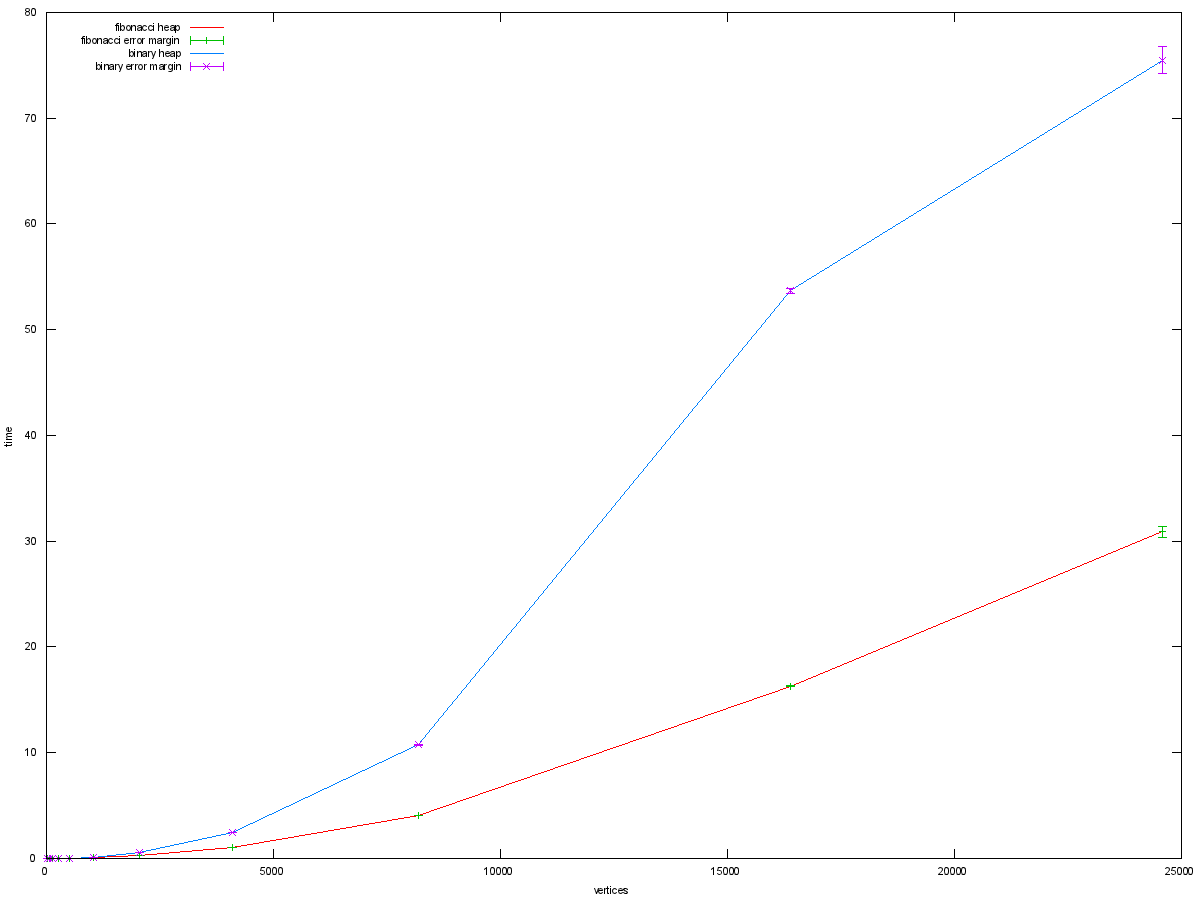 fibonacci heap
fibonacci error margin
binary heap
binary error margin
80
70
60
50
40
30
20
10
0
time
0 5000 10000 15000 20000 25000
vertices